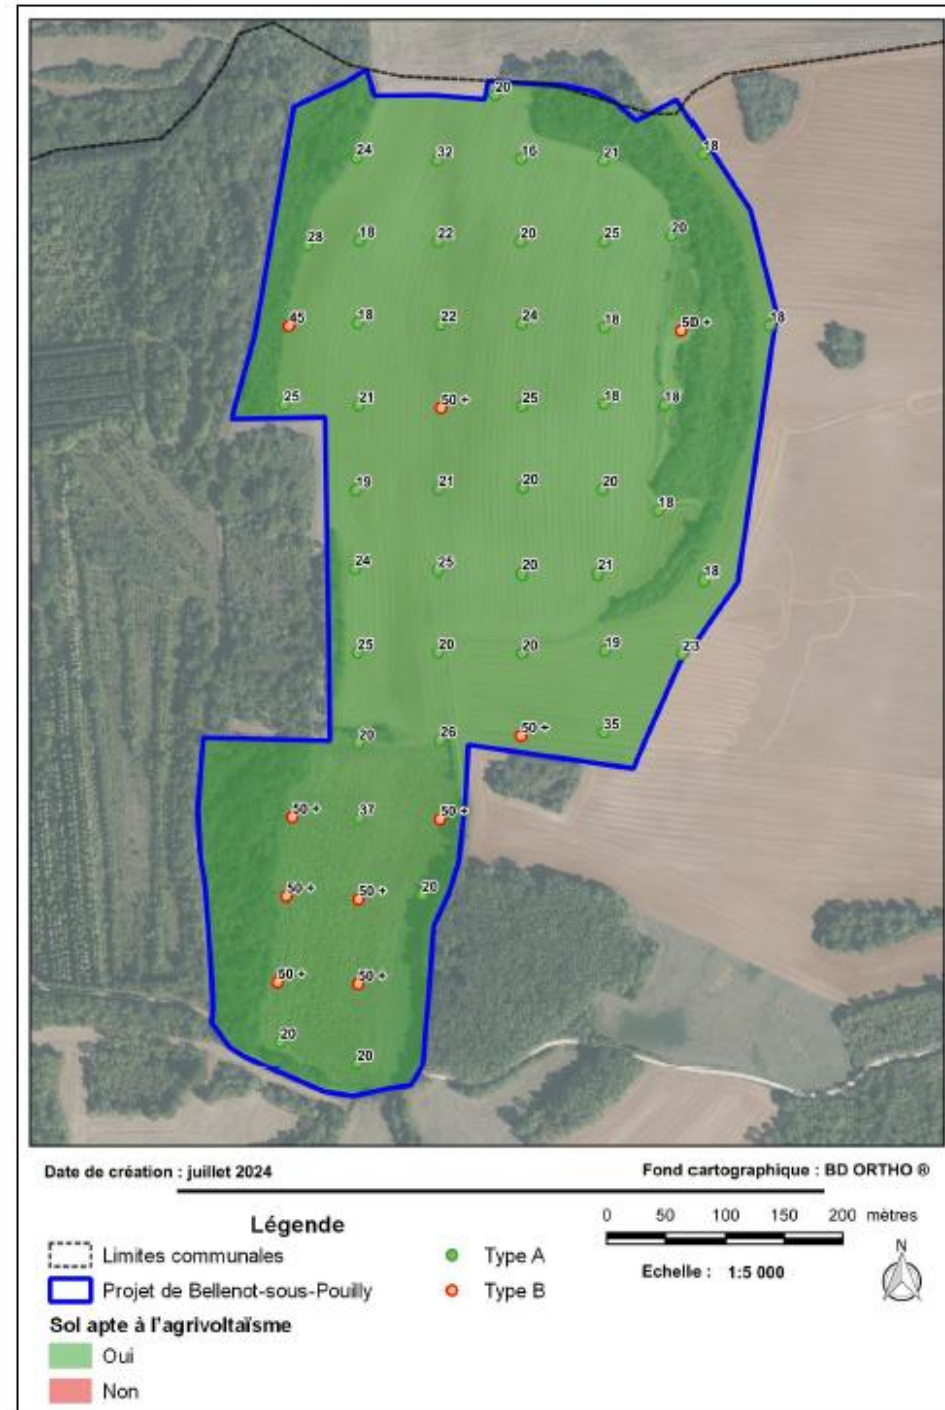 20
24 32 16 21 18
28 18 22 20 25 20
45 18 22 24 18 50 + 18
25 21 50 + 25 18 18
19 21 20 20 18
24 25 20 21 18
25 20 20 19 23
20 26 50 + 35
50 + 37 50 +
50 + 50 + 20
50 + 50 +
20
20
Date de création : juillet 2024 Fond cartographique : BD ORTHO ®
Légende
Limites communales
Projet de Bellenot-sous-Pouilly
Type A
Type B
0 50 100 150 200 mètres
Echelle : 1:5 000
N
Sol apte à l'agrivoltaïsme
Oui
Non